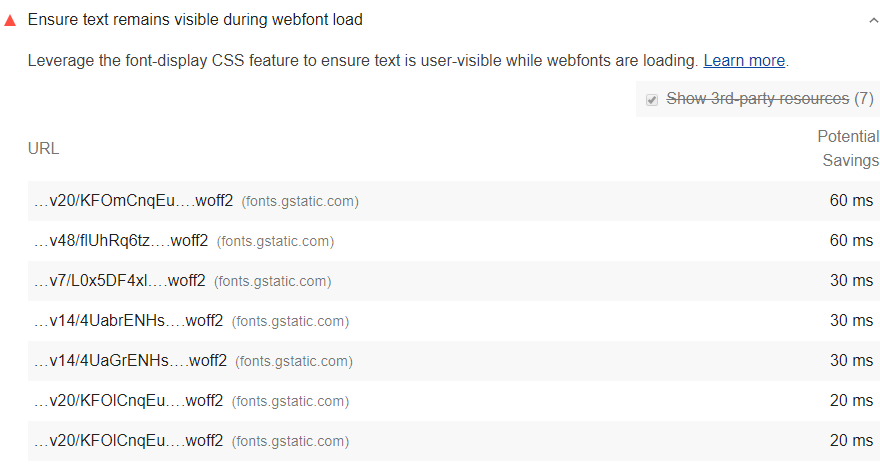 Ensure text remains visible during webfont load
Leverage the font-display CSS feature to ensure text is user-visible while webfonts are loading. Learn more.
Show 3rd-party resources (7)
URL
Potential
Savings
…v20/KFOmCnqEu….woff2 (fonts.gstatic.com) 60 ms
…v48/flUhRq6tz….woff2 (fonts.gstatic.com) 60 ms
…v7/L0x5DF4xl….woff2 (fonts.gstatic.com) 30 ms
…v14/4UabrENHs….woff2 (fonts.gstatic.com) 30 ms
…v14/4UaGrENHs….woff2 (fonts.gstatic.com) 30 ms
…v20/KFOlCnqEu….woff2 (fonts.gstatic.com) 20 ms
…v20/KFOlCnqEu….woff2 (fonts.gstatic.com) 20 ms